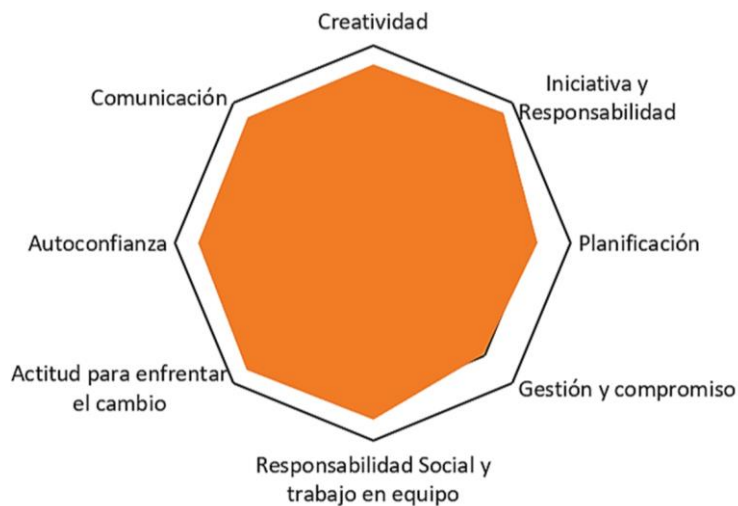 Creatividad
Iniciativa y
Responsabilidad
Planificación
Gestión y compromiso
Responsabilidad Social y
trabajo en equipo
Actitud para enfrentar
el cambio
Autoconfianza
Comunicación